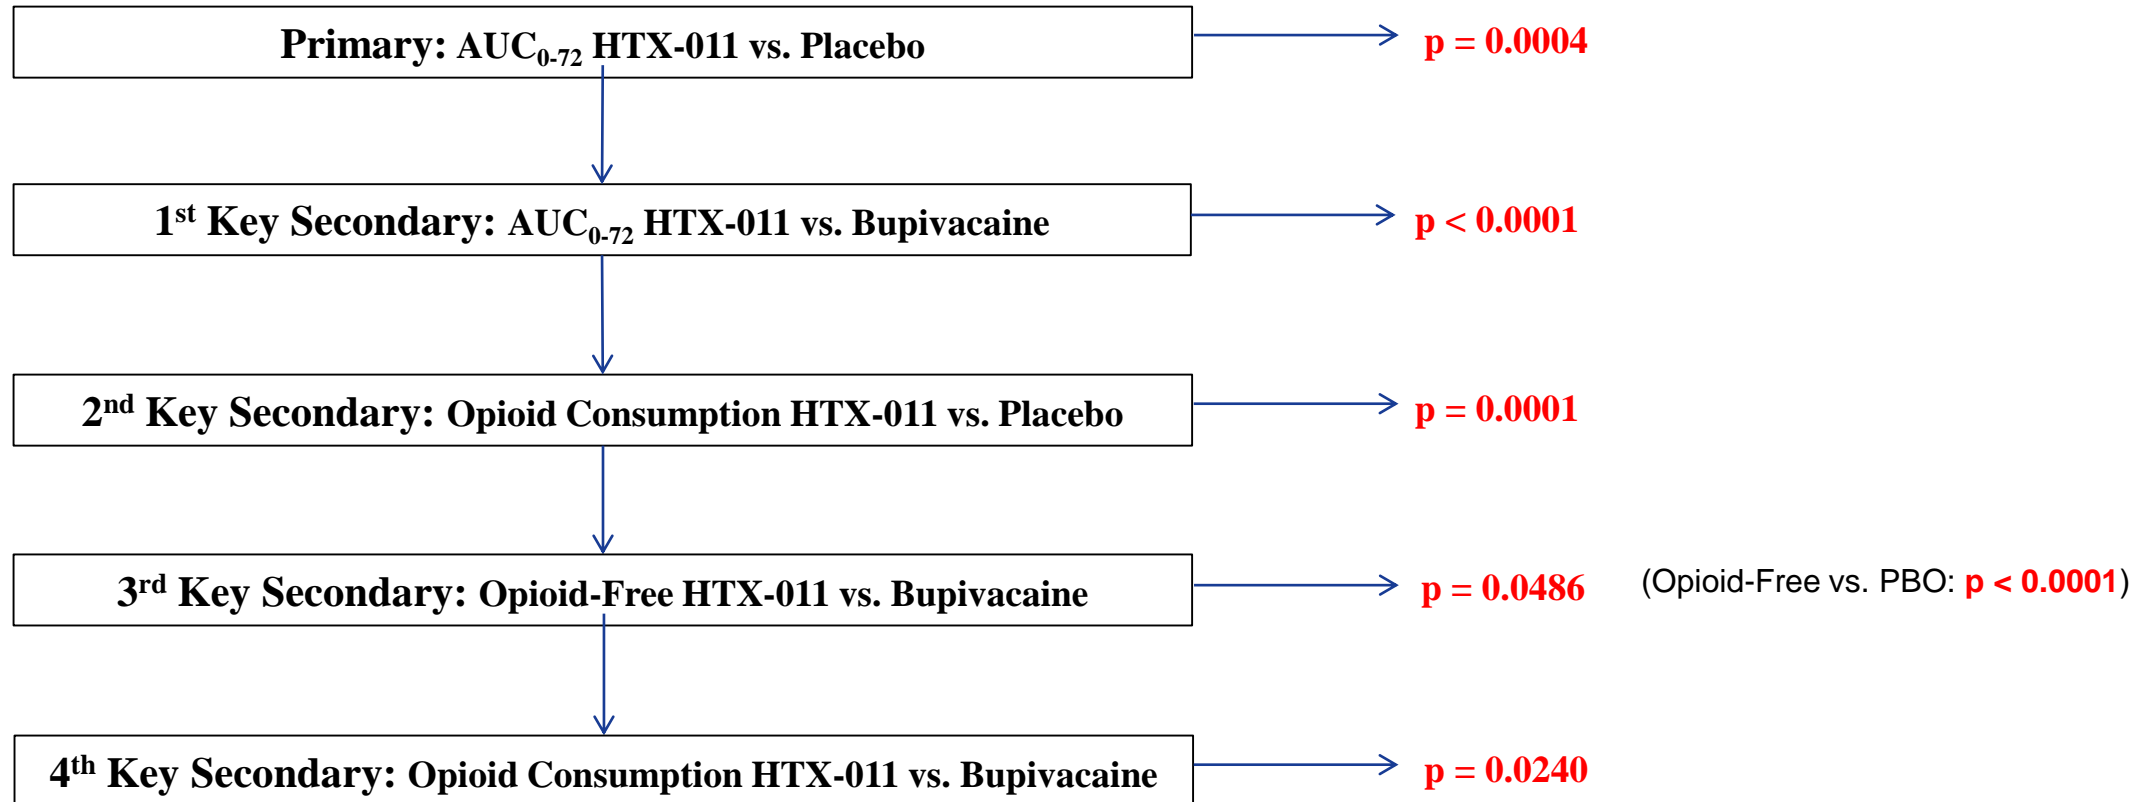 Primary: AUC0-72 HTX-011 vs. Placebo
p = 0.0004
1st Key Secondary: AUC0-72 HTX-011 vs. Bupivacaine
p < 0.0001
2nd Key Secondary: Opioid Consumption HTX-011 vs. Placebo
p = 0.0001
3rd Key Secondary: Opioid-Free HTX-011 vs. Bupivacaine
p = 0.0486
(Opioid-Free vs. PBO: p < 0.0001)
4th Key Secondary: Opioid Consumption HTX-011 vs. Bupivacaine
p = 0.0240